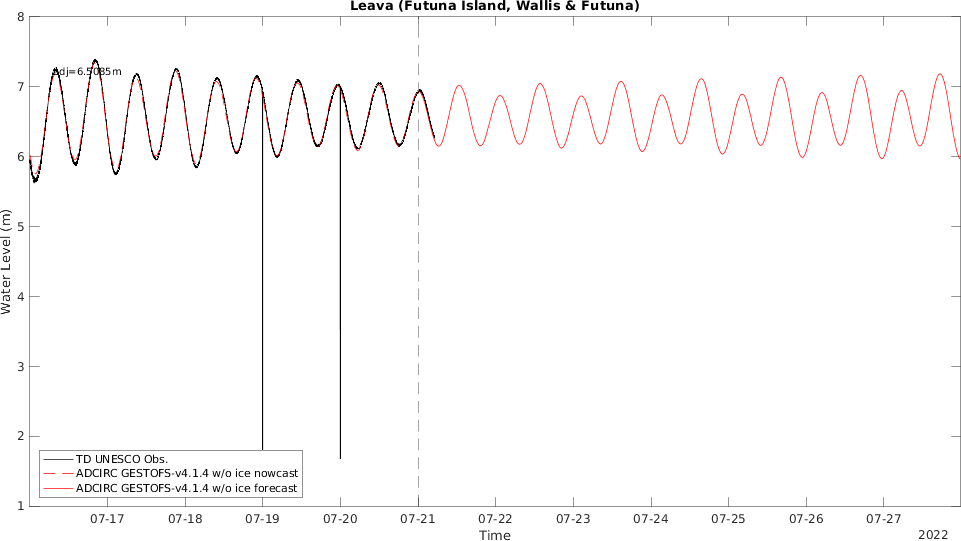 Leava (Futuna Island, Wallis & Futuna)
8
7
6
5
4
3
2
1
Water Level (m)
adj=6.5085m
TD UNESCO Obs.
ADCIRC GESTOFS-v4.1.4 w/o ice nowcast
ADCIRC GESTOFS-v4.1.4 w/o ice forecast
07-17 07-18 07-19 07-20 07-21 07-22 07-23 07-24 07-25 07-26 07-27
Time
2022